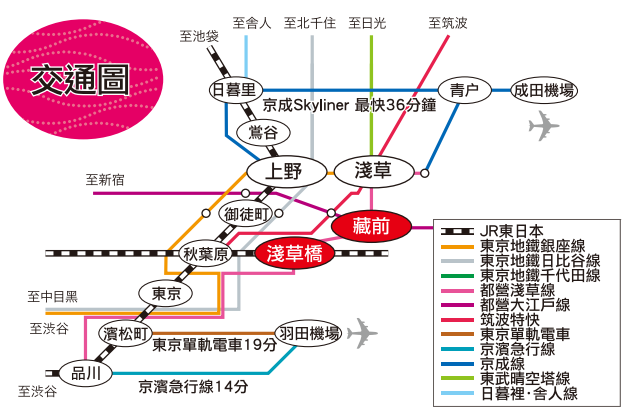 交通圖
至池袋
至舎人
至北千住
至日光
至筑波
日暮里
青户
成田機場
京成Skyliner 最快36分鐘
鴬谷
上野
淺草
至新宿
御徒町
藏前
秋葉原
淺草橋
東京
至中目黑
至渋谷
濱松町
羽田機場
東京單軌電車19分
品川
至渋谷
京濱急行線14分
JR東日本
東京地鐵銀座線
東京地鐵日比谷線
東京地鐵千代田線
都營淺草線
都營大江戸線
筑波特快
東京單軌電車
京濱急行線
京成線
東武晴空塔線
日暮裡·舎人線